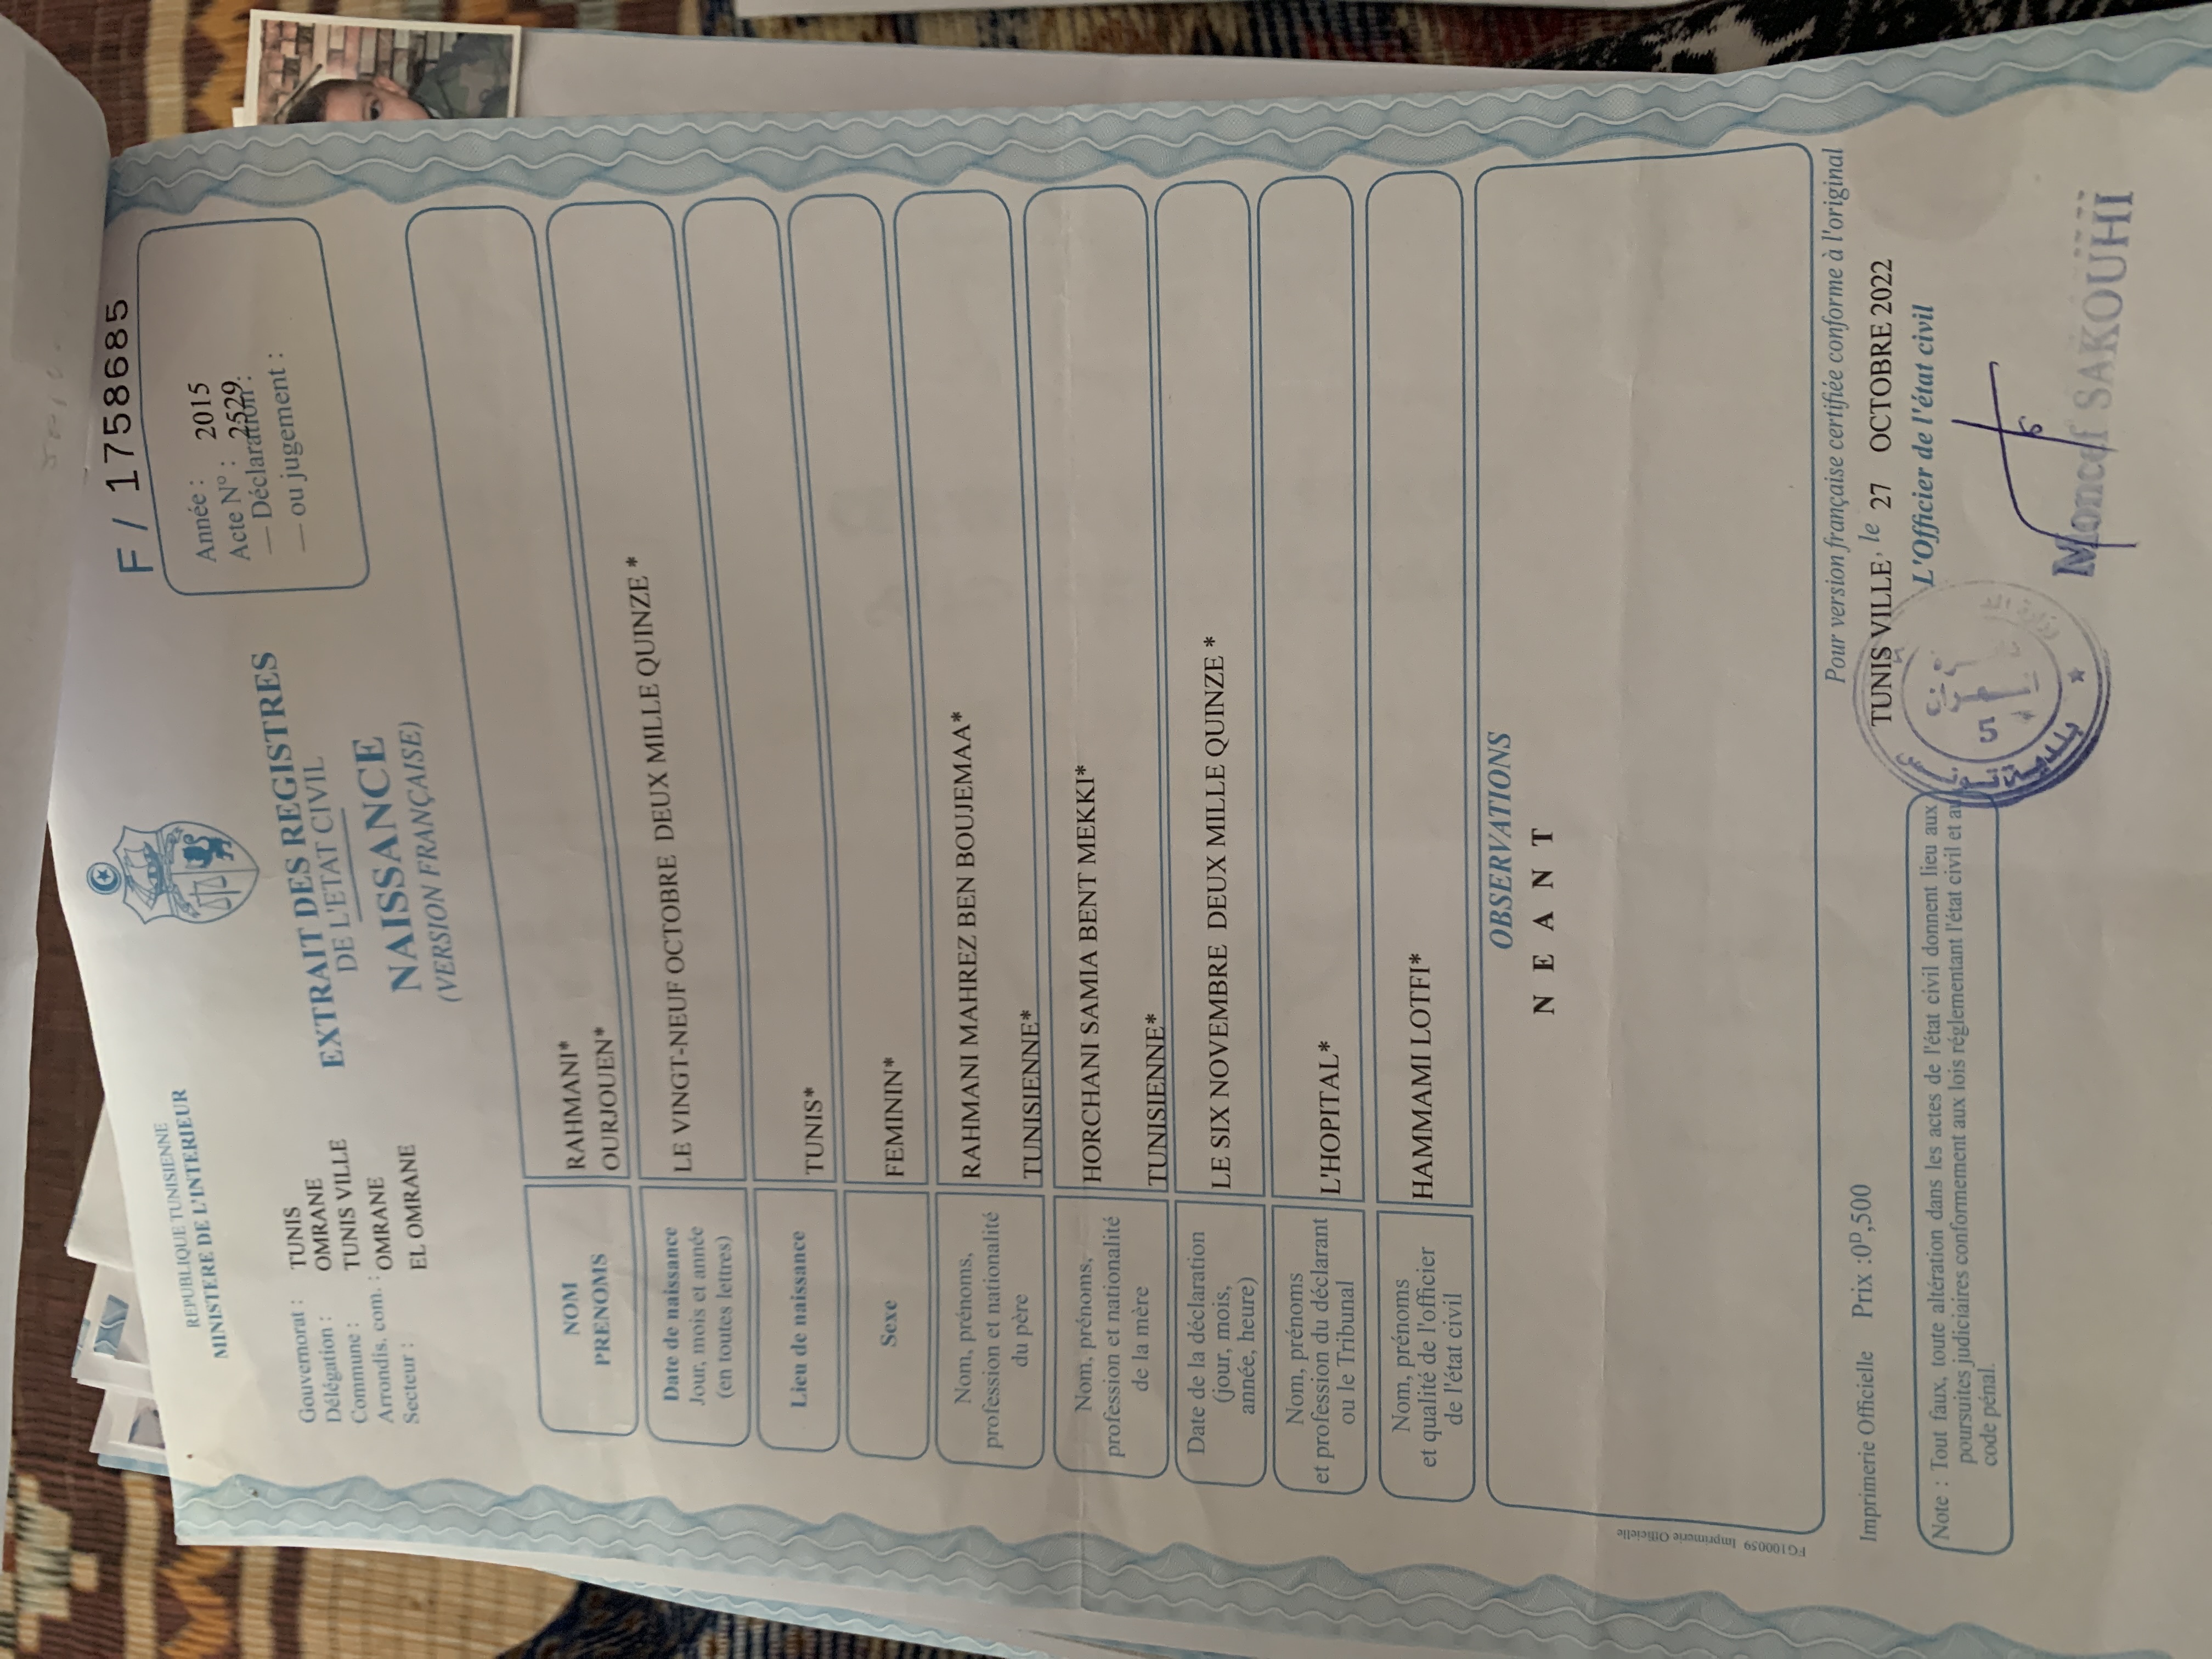 F / 1758685
REPUBLIQUE TUNISIENNE
MINISTERE DE L'INTERIEUR
Année : 2015
Acte N° : 2529
— Déclaration :
— ou jugement :
Gouvernorat : TUNIS
Délégation : OMRANE
Commune : TUNIS VILLE
Arrondis. com. : OMRANE
Secteur : EL OMRANE
EXTRAIT DES REGISTRES
DE L'ETAT CIVIL
NAISSANCE
(VERSION FRANÇAISE)
NOM RAHMANI*
PRENOMS OURJOUEN*
Date de naissance
Jour, mois et année
(en toutes lettres)
LE VINGT-NEUF OCTOBRE DEUX MILLE QUINZE *
Lieu de naissance TUNIS*
Sexe FEMININ*
Nom, prénoms,
profession et nationalité
du père
RAHMANI MAHREZ BEN BOUJEMAA*
TUNISIENNE*
Nom, prénoms,
profession et nationalité
de la mère
HORCHANI SAMIA BENT MEKKI*
TUNISIENNE*
Date de la déclaration
(jour, mois,
année, heure)
LE SIX NOVEMBRE DEUX MILLE QUINZE *
Nom, prénoms
et profession du déclarant
ou le Tribunal
L'HOPITAL*
Nom, prénoms
et qualité de l'officier
de l'état civil
HAMMAMI LOTFI*
OBSERVATIONS
N E A N T
FG100059 Imprimerie Officielle
Pour version française certifiée conforme à l'original
Imprimerie Officielle Prix :0ᴰ,500
TUNIS VILLE, le 27 OCTOBRE 2022
L'Officier de l'état civil
Note : Tout faux, toute altération dans les actes de l'état civil donnent lieu aux
poursuites judiciaires conformement aux lois réglementant l'état civil et au
code pénal.
بلدية تونس
5
Moncef SAKOUHI